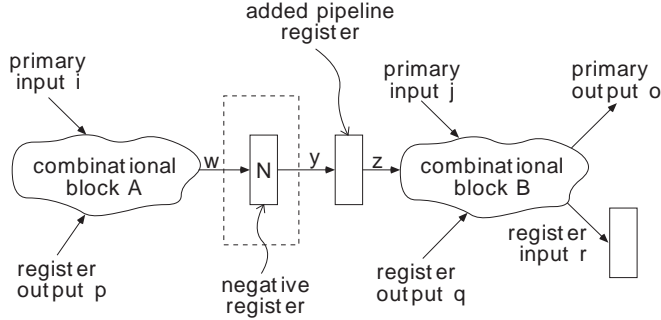 added pipeline
register
primary
input i
primary
input j
primary
output o
combinational
block A
w
N
y
z
combinational
block B
register
output p
negative
register
register
output q
register
input r